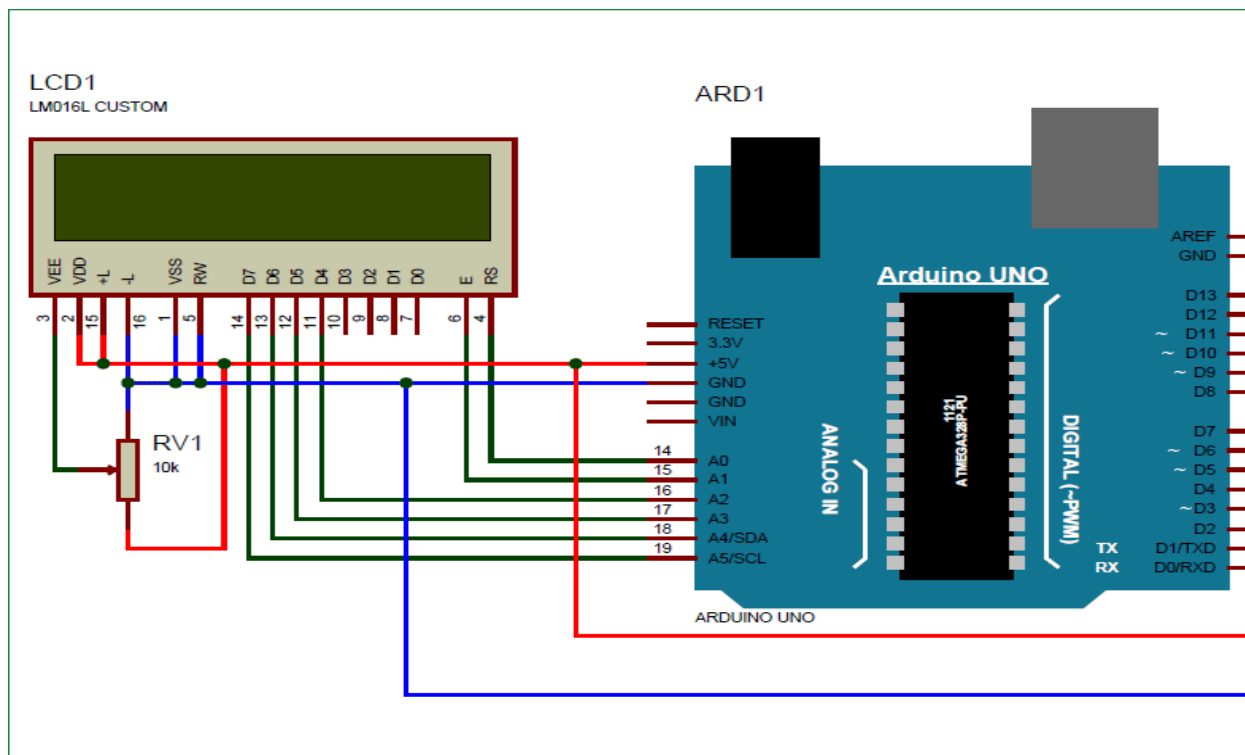 LCD1
LM016L CUSTOM
ARD1
VEE VDD +L -L VSS RW D7 D6 D5 D4 D3 D2 D1 D0 E RS
3 2 15 16 1 5 14 13 12 11 10 9 8 7 6 4
RV1
10k
Arduino UNO
RESET
3.3V
+5V
GND
GND
VIN
14 A0
15 A1
16 A2
17 A3
18 A4/SDA
19 A5/SCL
ANALOG IN
1121
ATMEGA328P-PU
DIGITAL (~PWM)
AREF
GND
D13
D12
~ D11
~ D10
~ D9
D8
D7
~ D6
~ D5
D4
~ D3
D2
TX D1/TXD
RX D0/RXD
ARDUINO UNO